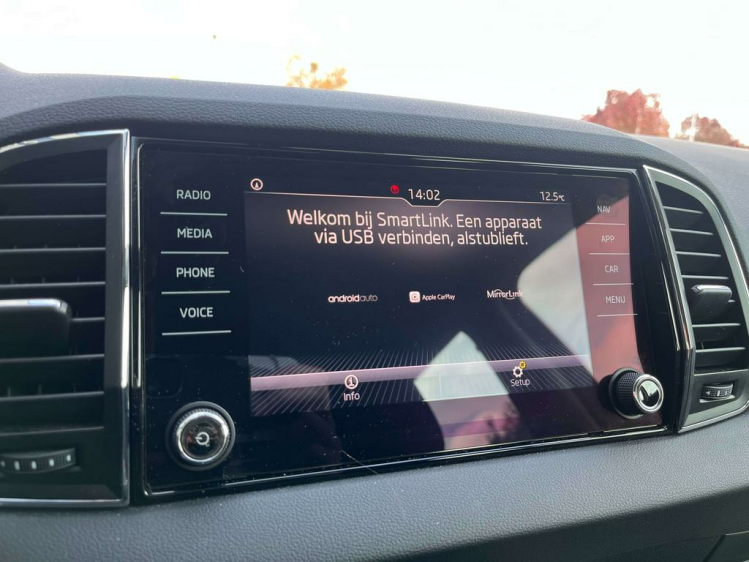 RADIO
MEDIA
PHONE
VOICE
14:02
12.5°C
Welkom bij SmartLink. Een apparaat
via USB verbinden, alstublieft.
androidauto
Apple CarPlay
MirrorLink
Info
Setup
NAV
APP
CAR
MENU